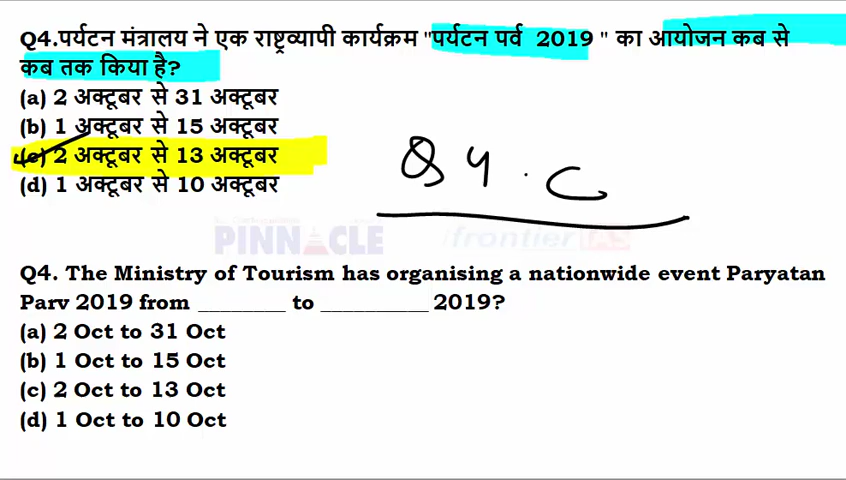 Q4.पर्यटन मंत्रालय ने एक राष्ट्रव्यापी कार्यक्रम "पर्यटन पर्व 2019 " का आयोजन कब से
कब तक किया है?
(a) 2 अक्टूबर से 31 अक्टूबर
(b) 1 अक्टूबर से 15 अक्टूबर
(c) 2 अक्टूबर से 13 अक्टूबर
(d) 1 अक्टूबर से 10 अक्टूबर
Q 4 . C
PINNACLE frontier IAS
Q4. The Ministry of Tourism has organising a nationwide event Paryatan
Parv 2019 from ________ to __________ 2019?
(a) 2 Oct to 31 Oct
(b) 1 Oct to 15 Oct
(c) 2 Oct to 13 Oct
(d) 1 Oct to 10 Oct